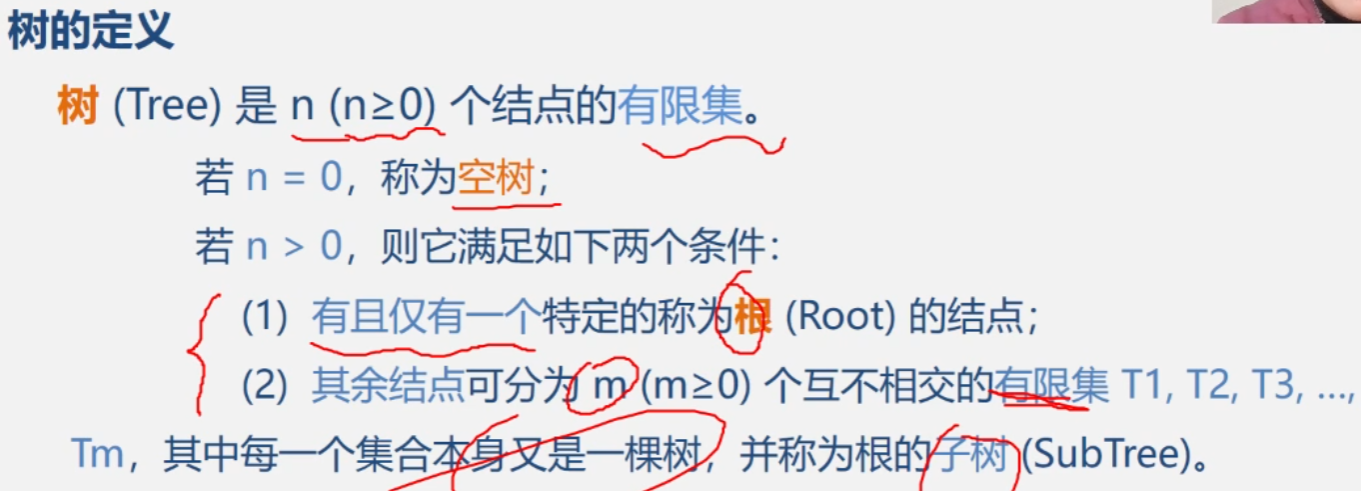 树的定义
树 (Tree) 是 n (n≥0) 个结点的有限集。
若 n = 0，称为空树；
若 n > 0，则它满足如下两个条件：
(1) 有且仅有一个特定的称为根 (Root) 的结点；
(2) 其余结点可分为 m (m≥0) 个互不相交的有限集 T1, T2, T3, …,
Tm，其中每一个集合本身又是一棵树，并称为根的子树 (SubTree)。